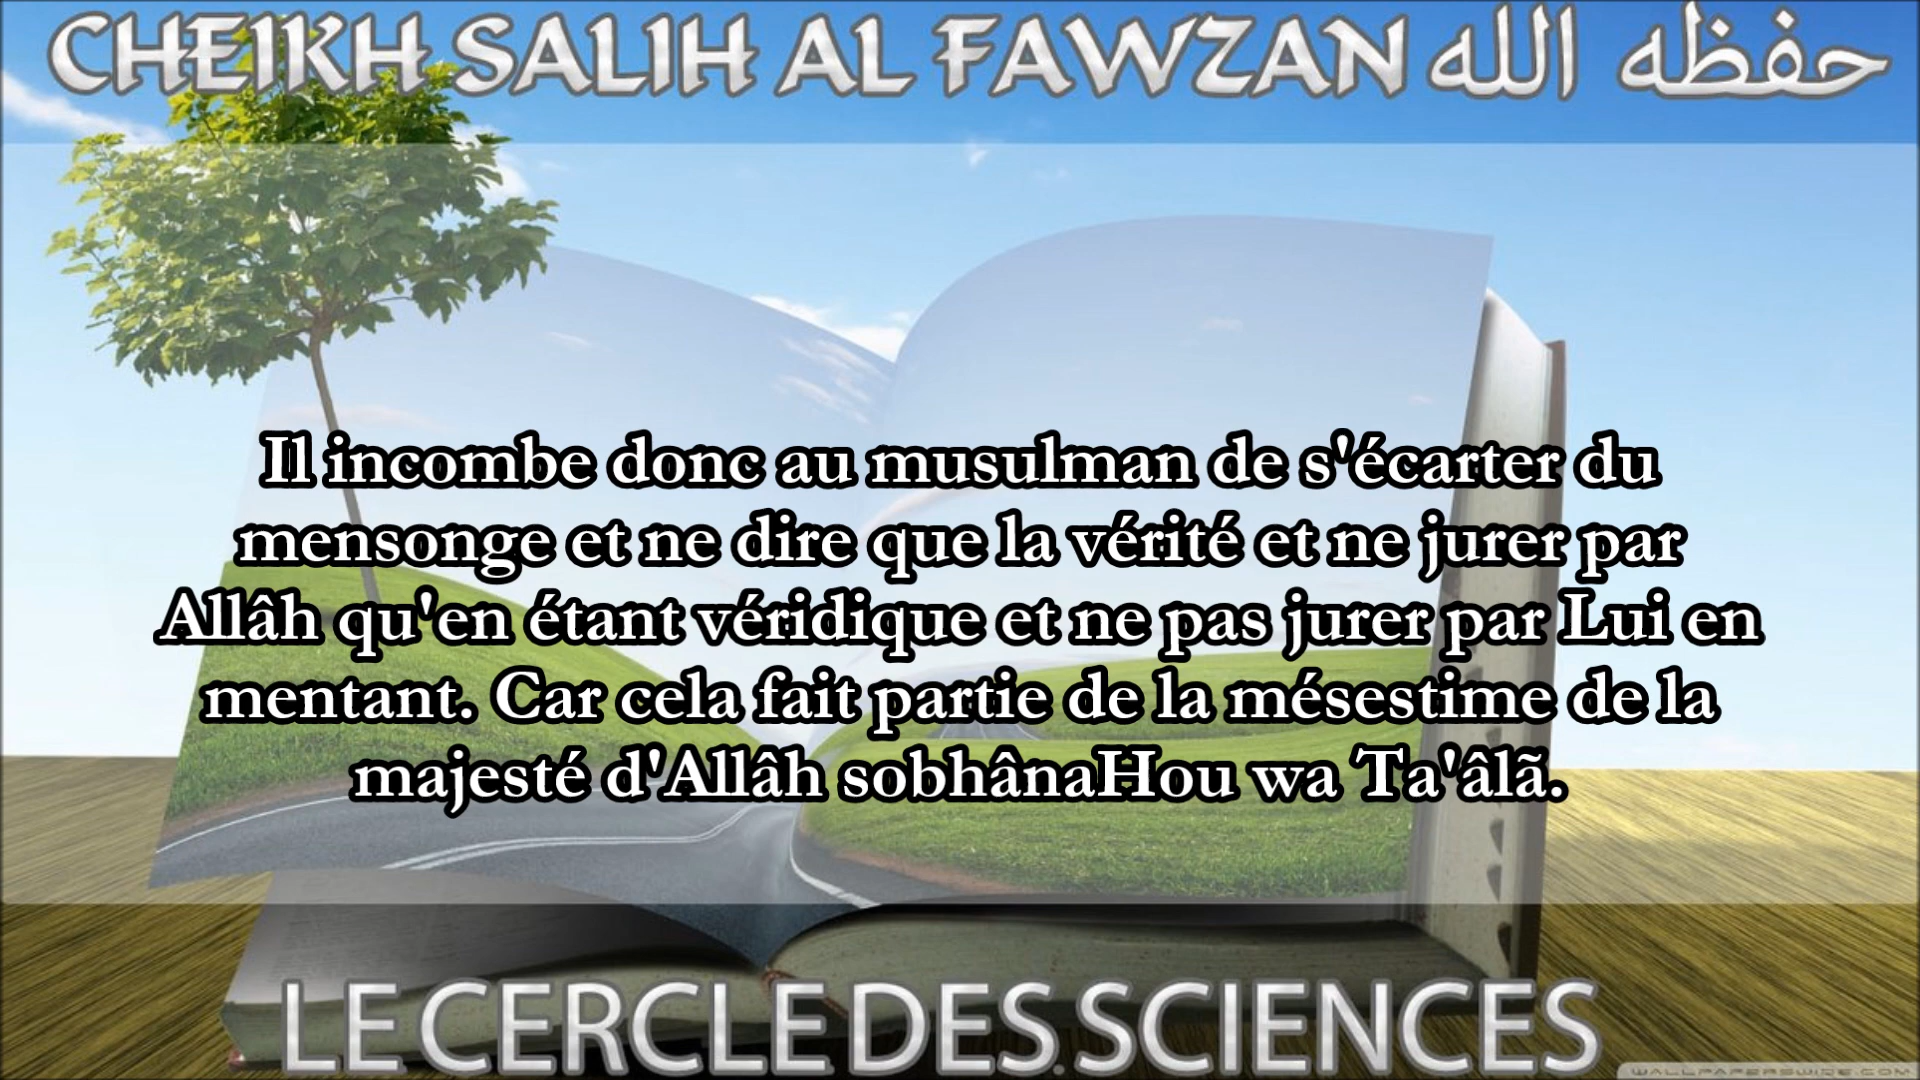 CHEIKH SALIH AL FAWZAN حفظه الله
Il incombe donc au musulman de s'écarter du
mensonge et ne dire que la vérité et ne jurer par
Allâh qu'en étant véridique et ne pas jurer par Lui en
mentant. Car cela fait partie de la mésestime de la
majesté d'Allâh sobhânaHou wa Ta'âlã.
LE CERCLE DES SCIENCES
WALLPAPERSWIDE.COM